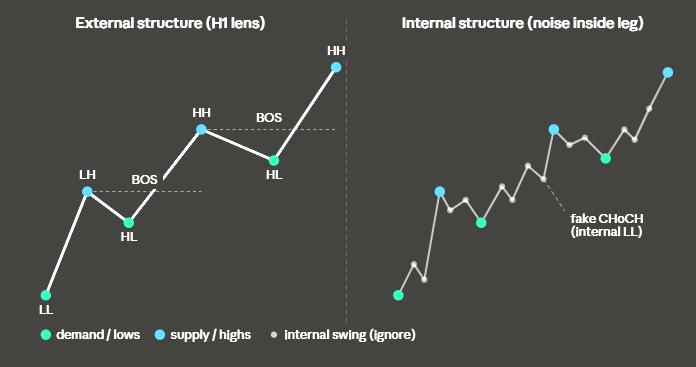 External structure (H1 lens)
Internal structure (noise inside leg)
HH
HH
BOS
LH
BOS
HL
HL
LL
fake CHoCH
(internal LL)
demand / lows
supply / highs
internal swing (ignore)